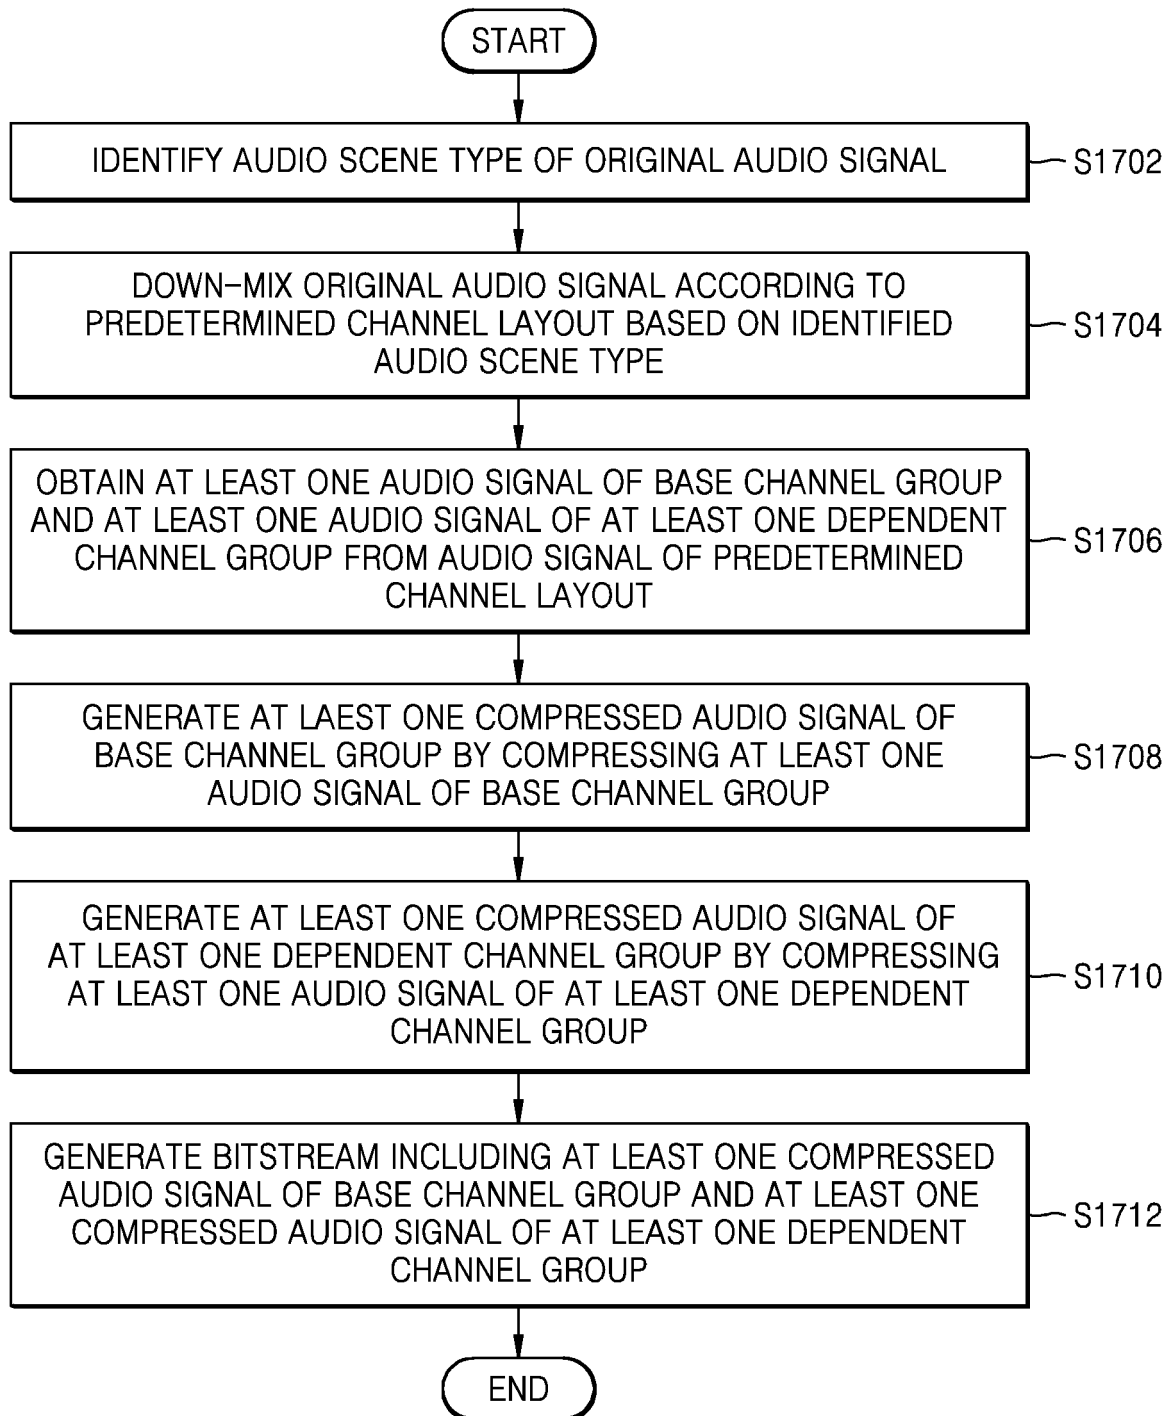 START
IDENTIFY AUDIO SCENE TYPE OF ORIGINAL AUDIO SIGNAL
S1702
DOWN-MIX ORIGINAL AUDIO SIGNAL ACCORDING TO
PREDETERMINED CHANNEL LAYOUT BASED ON IDENTIFIED
AUDIO SCENE TYPE
S1704
OBTAIN AT LEAST ONE AUDIO SIGNAL OF BASE CHANNEL GROUP
AND AT LEAST ONE AUDIO SIGNAL OF AT LEAST ONE DEPENDENT
CHANNEL GROUP FROM AUDIO SIGNAL OF PREDETERMINED
CHANNEL LAYOUT
S1706
GENERATE AT LAEST ONE COMPRESSED AUDIO SIGNAL OF
BASE CHANNEL GROUP BY COMPRESSING AT LEAST ONE
AUDIO SIGNAL OF BASE CHANNEL GROUP
S1708
GENERATE AT LEAST ONE COMPRESSED AUDIO SIGNAL OF
AT LEAST ONE DEPENDENT CHANNEL GROUP BY COMPRESSING
AT LEAST ONE AUDIO SIGNAL OF AT LEAST ONE DEPENDENT
CHANNEL GROUP
S1710
GENERATE BITSTREAM INCLUDING AT LEAST ONE COMPRESSED
AUDIO SIGNAL OF BASE CHANNEL GROUP AND AT LEAST ONE
COMPRESSED AUDIO SIGNAL OF AT LEAST ONE DEPENDENT
CHANNEL GROUP
S1712
END